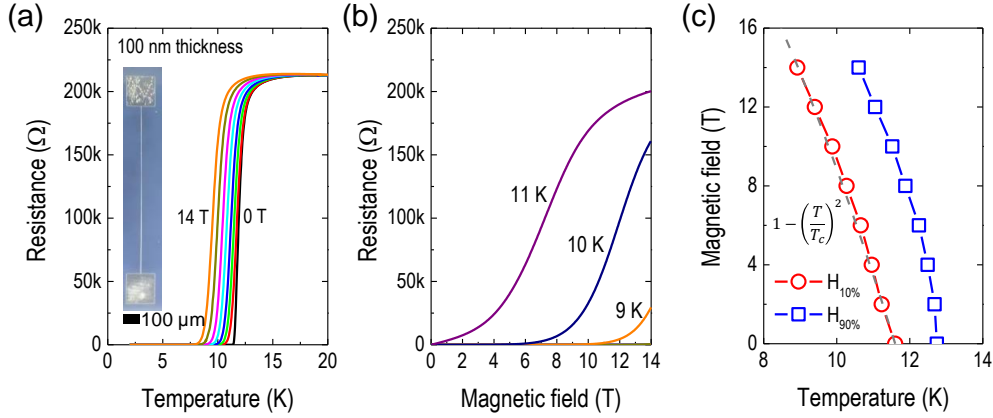 (a)
250k
200k
150k
100k
50k
0
Resistance (Ω)
100 nm thickness
14 T
0 T
100 µm
0
5
10
15
20
Temperature (K)
(b)
250k
200k
150k
100k
50k
0
Resistance (Ω)
11 K
10 K
9 K
0
2
4
6
8
10
12
14
Magnetic field (T)
(c)
16
12
8
4
0
Magnetic field (T)
1 − (T/Tc)²
H10%
H90%
8
10
12
14
Temperature (K)